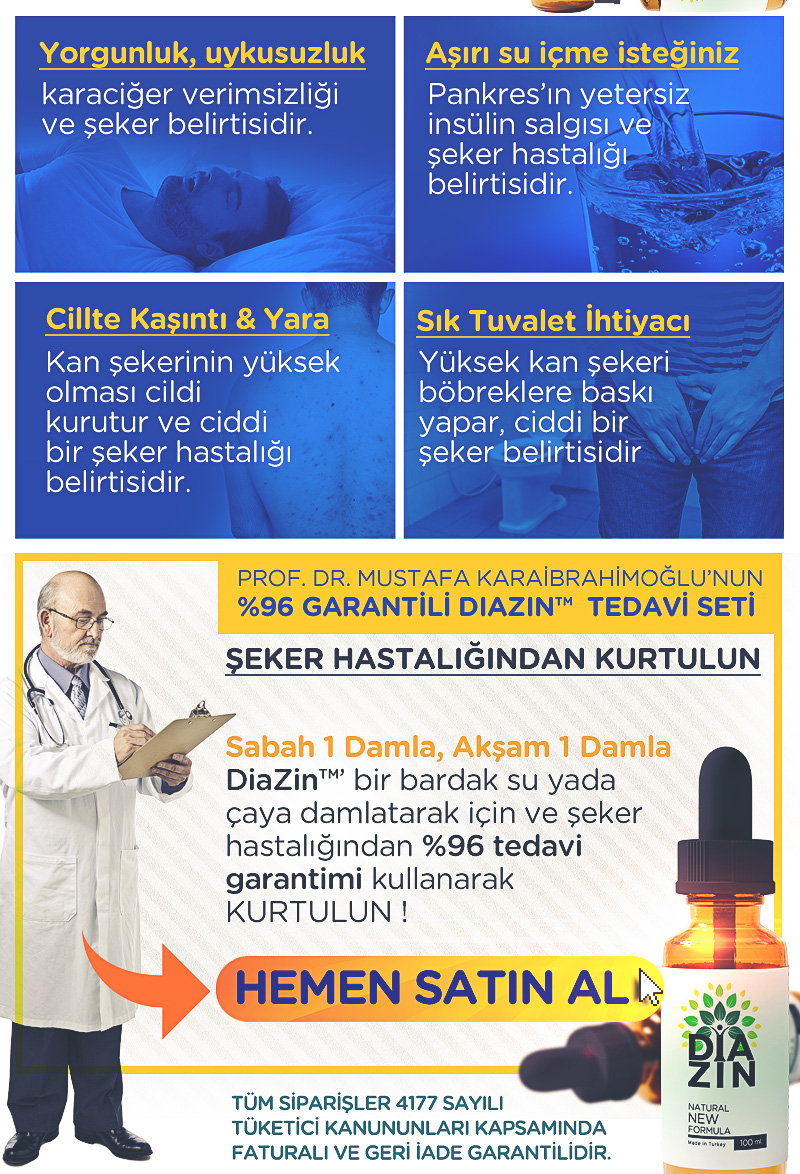 Yorgunluk, uykusuzluk
karaciğer verimsizliği
ve şeker belirtisidir.
Aşırı su içme isteğiniz
Pankres’ın yetersiz
insülin salgısı ve
şeker hastalığı
belirtisidir.
Cillte Kaşıntı & Yara
Kan şekerinin yüksek
olması cildi
kurutur ve ciddi
bir şeker hastalığı
belirtisidir.
Sık Tuvalet İhtiyacı
Yüksek kan şekeri
böbreklere baskı
yapar, ciddi bir
şeker belirtisidir
PROF. DR. MUSTAFA KARAİBRAHİMOĞLU’NUN
%96 GARANTİLİ DIAZIN™ TEDAVİ SETİ
ŞEKER HASTALIĞINDAN KURTULUN
Sabah 1 Damla, Akşam 1 Damla
DiaZin™’ bir bardak su yada
çaya damlatarak için ve şeker
hastalığından %96 tedavi
garantimi kullanarak
KURTULUN !
HEMEN SATIN AL
DIA
ZIN
NATURAL
NEW
FORMULA
Made in Turkey
100 ml.
TÜM SİPARİŞLER 4177 SAYILI
TÜKETİCİ KANUNUNLARI KAPSAMINDA
FATURALI VE GERİ İADE GARANTİLİDİR.